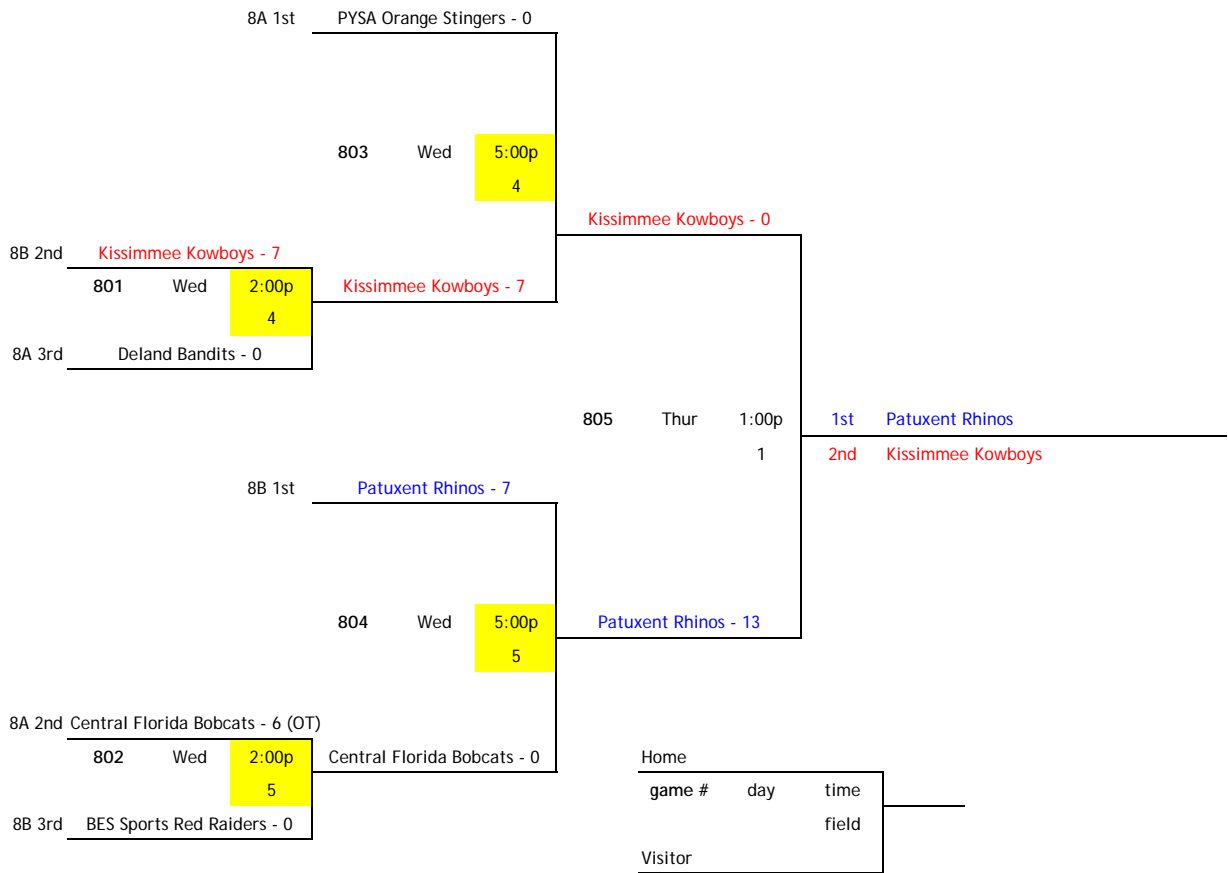 8A 1st PYSA Orange Stingers - 0
803 Wed 5:00p
4
Kissimmee Kowboys - 0
8B 2nd Kissimmee Kowboys - 7
801 Wed 2:00p Kissimmee Kowboys - 7
4
8A 3rd Deland Bandits - 0
805 Thur 1:00p 1st Patuxent Rhinos
1 2nd Kissimmee Kowboys
8B 1st Patuxent Rhinos - 7
804 Wed 5:00p Patuxent Rhinos - 13
5
8A 2nd Central Florida Bobcats - 6 (OT)
802 Wed 2:00p Central Florida Bobcats - 0 Home
5 game # day time
8B 3rd BES Sports Red Raiders - 0 field
Visitor